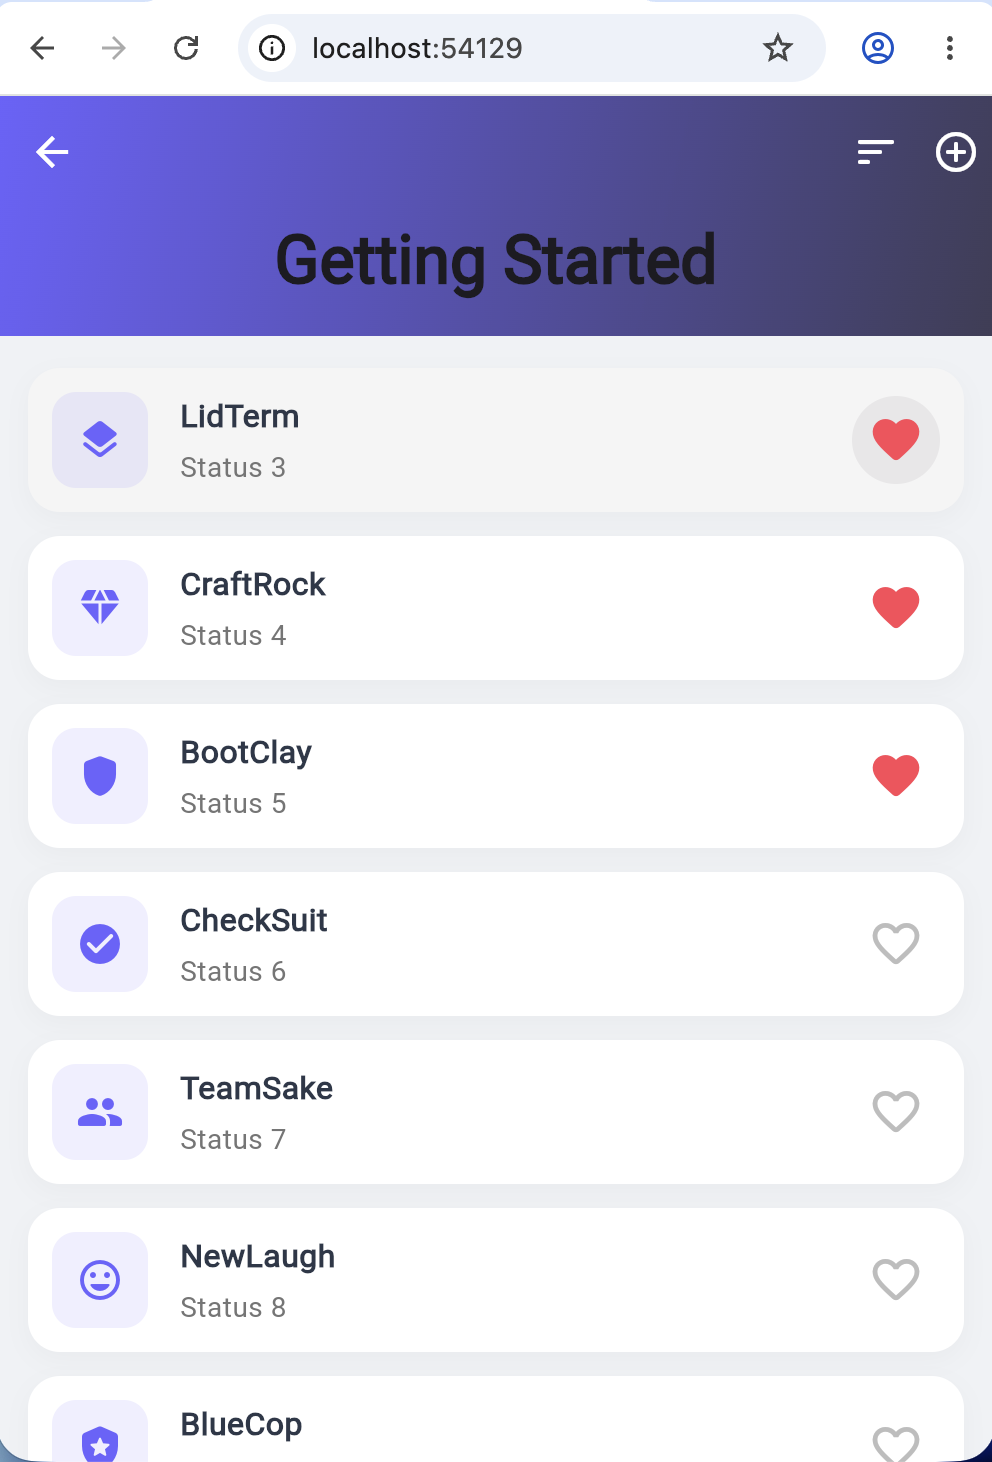 localhost:54129
Getting Started
LidTerm
Status 3
CraftRock
Status 4
BootClay
Status 5
CheckSuit
Status 6
TeamSake
Status 7
NewLaugh
Status 8
BlueCop